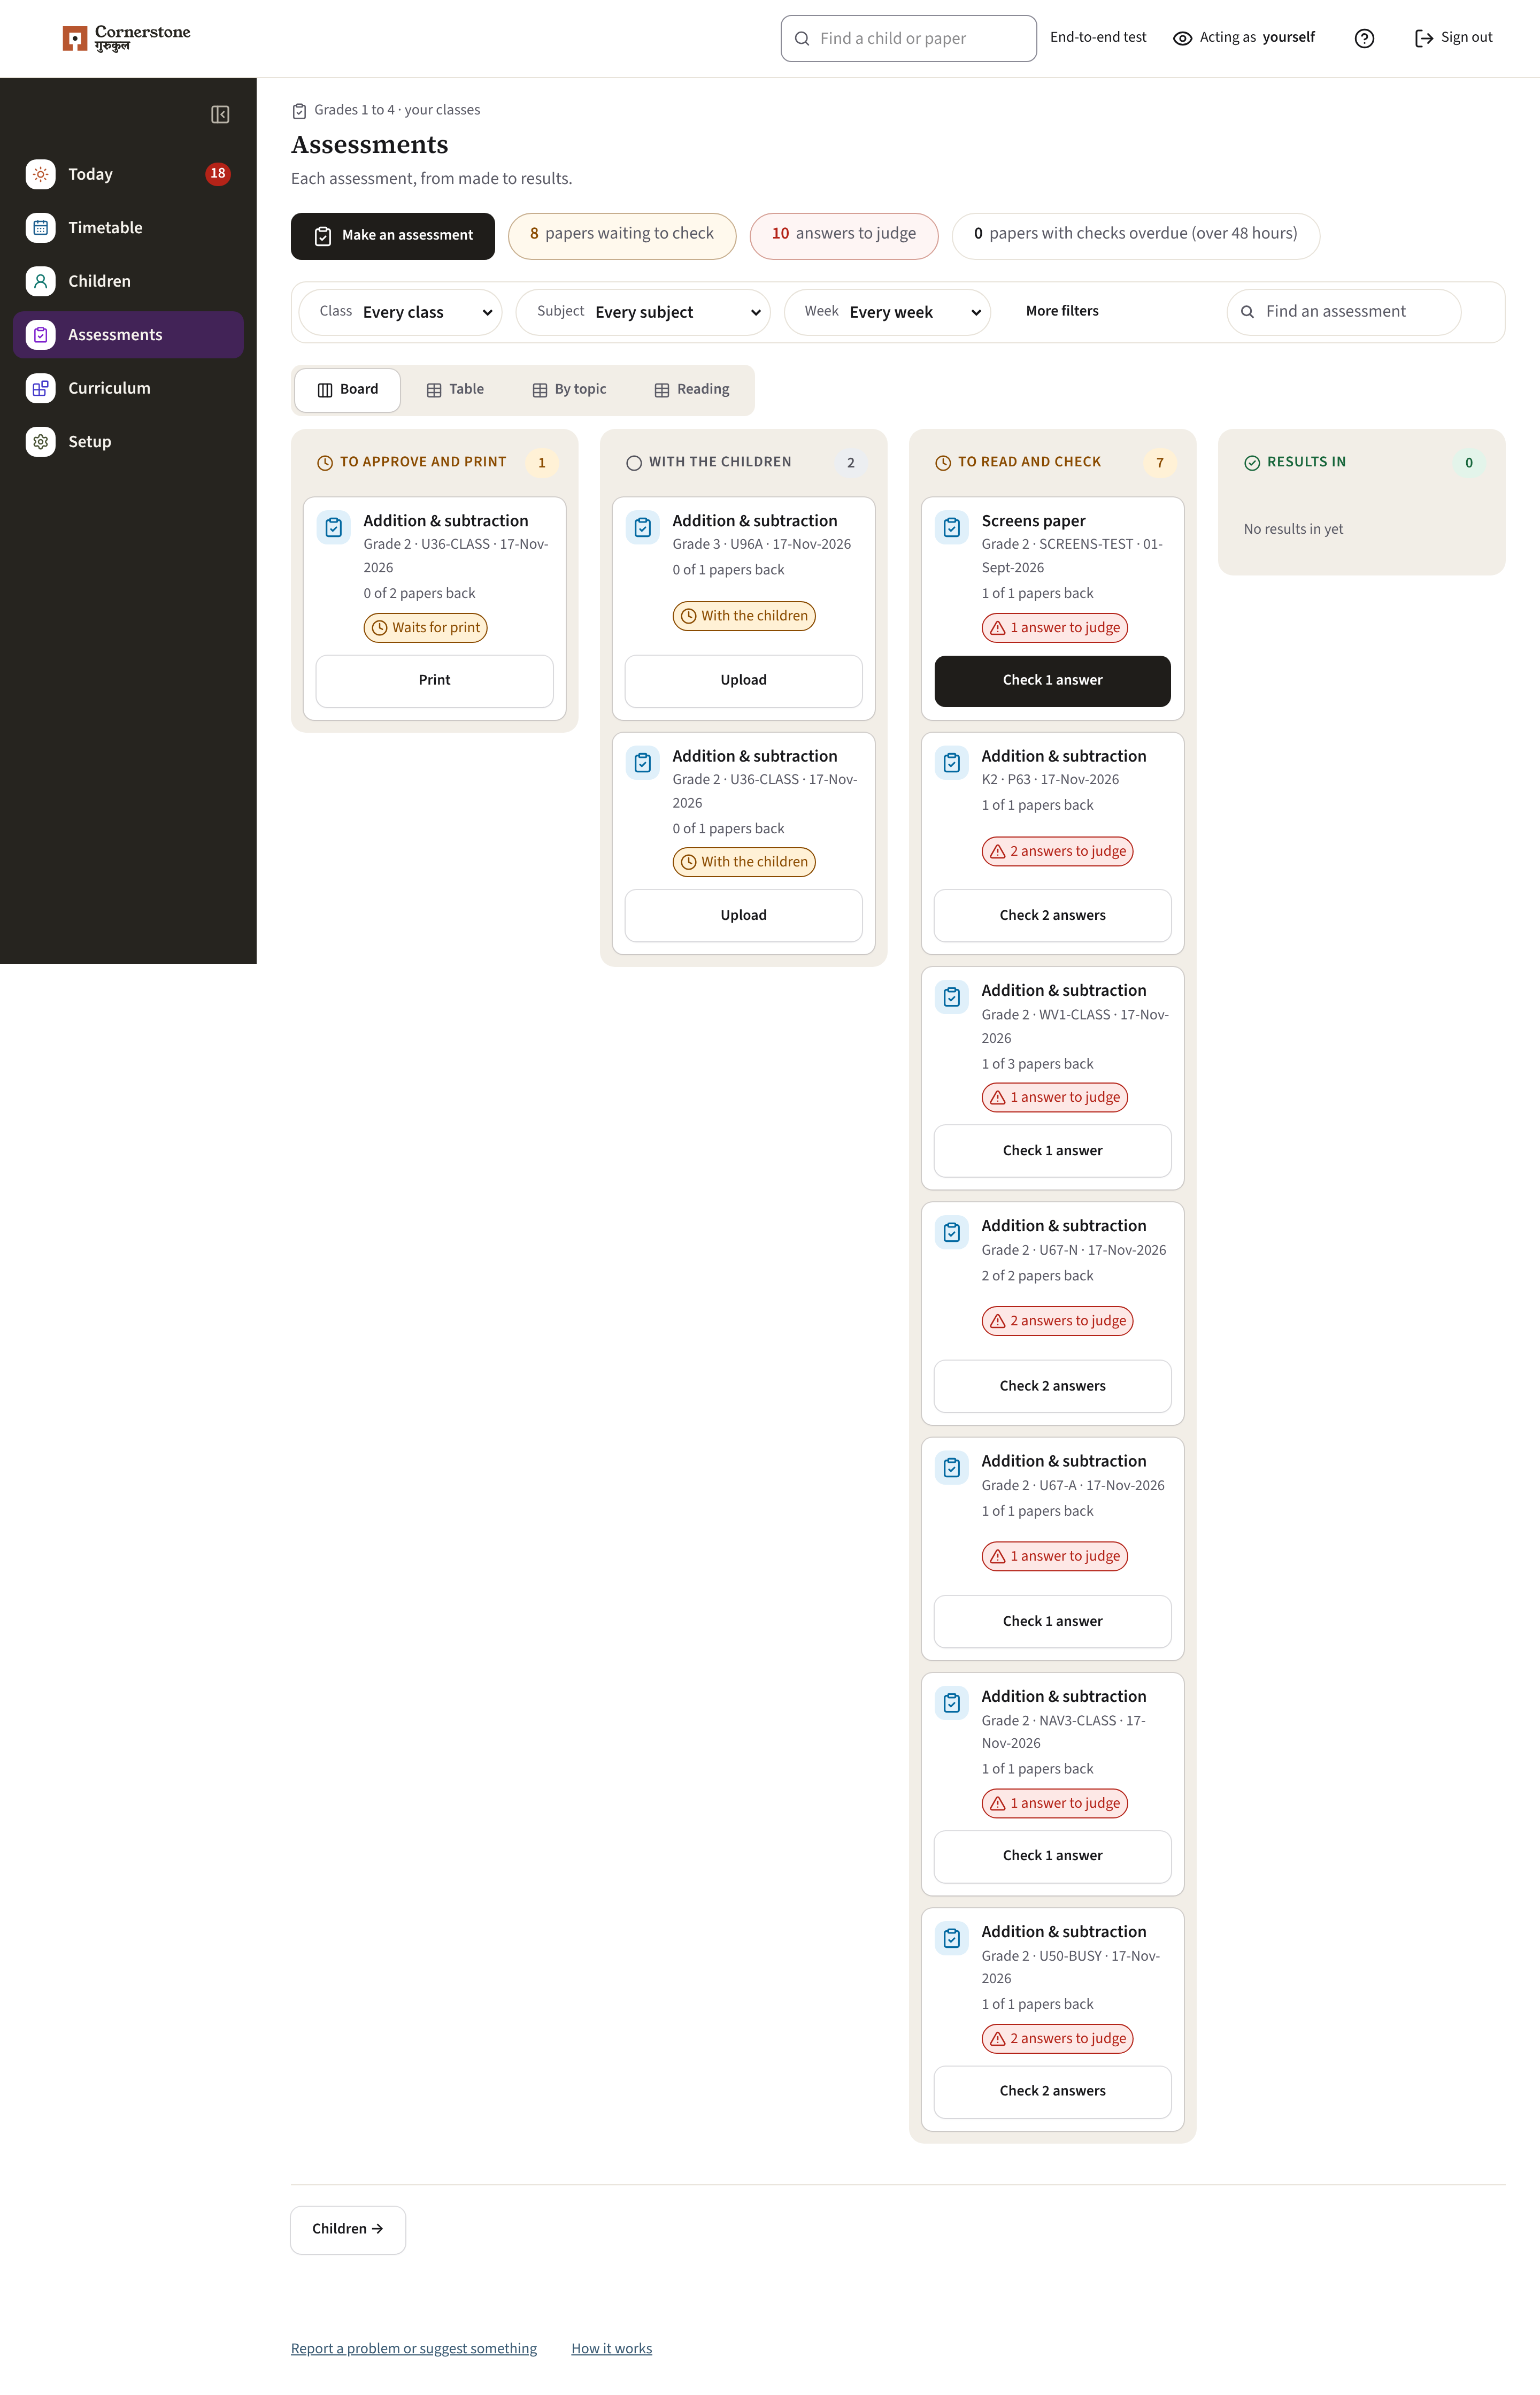 Cornerstone
गुरुकुल
Find a child or paper
End-to-end test
Acting as yourself
Sign out
Today 18
Timetable
Children
Assessments
Curriculum
Setup
Grades 1 to 4 · your classes
Assessments
Each assessment, from made to results.
Make an assessment
8 papers waiting to check
10 answers to judge
0 papers with checks overdue (over 48 hours)
Class Every class
Subject Every subject
Week Every week
More filters
Find an assessment
Board
Table
By topic
Reading
TO APPROVE AND PRINT 1
Addition & subtraction
Grade 2 · U36-CLASS · 17-Nov-
2026
0 of 2 papers back
Waits for print
Print
WITH THE CHILDREN 2
Addition & subtraction
Grade 3 · U96A · 17-Nov-2026
0 of 1 papers back
With the children
Upload
Addition & subtraction
Grade 2 · U36-CLASS · 17-Nov-
2026
0 of 1 papers back
With the children
Upload
TO READ AND CHECK 7
Screens paper
Grade 2 · SCREENS-TEST · 01-
Sept-2026
1 of 1 papers back
1 answer to judge
Check 1 answer
Addition & subtraction
K2 · P63 · 17-Nov-2026
1 of 1 papers back
2 answers to judge
Check 2 answers
Addition & subtraction
Grade 2 · WV1-CLASS · 17-Nov-
2026
1 of 3 papers back
1 answer to judge
Check 1 answer
Addition & subtraction
Grade 2 · U67-N · 17-Nov-2026
2 of 2 papers back
2 answers to judge
Check 2 answers
Addition & subtraction
Grade 2 · U67-A · 17-Nov-2026
1 of 1 papers back
1 answer to judge
Check 1 answer
Addition & subtraction
Grade 2 · NAV3-CLASS · 17-
Nov-2026
1 of 1 papers back
1 answer to judge
Check 1 answer
Addition & subtraction
Grade 2 · U50-BUSY · 17-Nov-
2026
1 of 1 papers back
2 answers to judge
Check 2 answers
RESULTS IN 0
No results in yet
Children →
Report a problem or suggest something
How it works